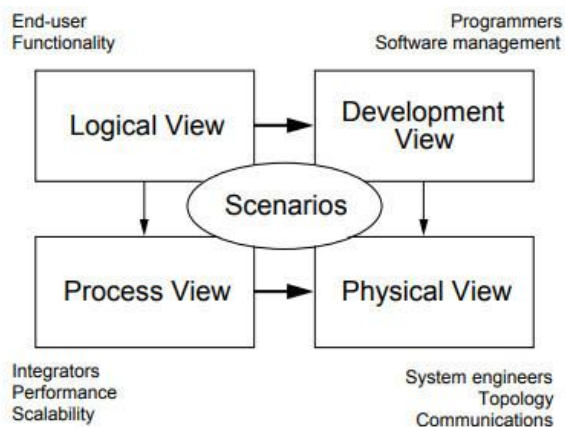 End-user
Functionality
Programmers
Software management
Logical View
Development
View
Scenarios
Process View
Physical View
Integrators
Performance
Scalability
System engineers
Topology
Communications